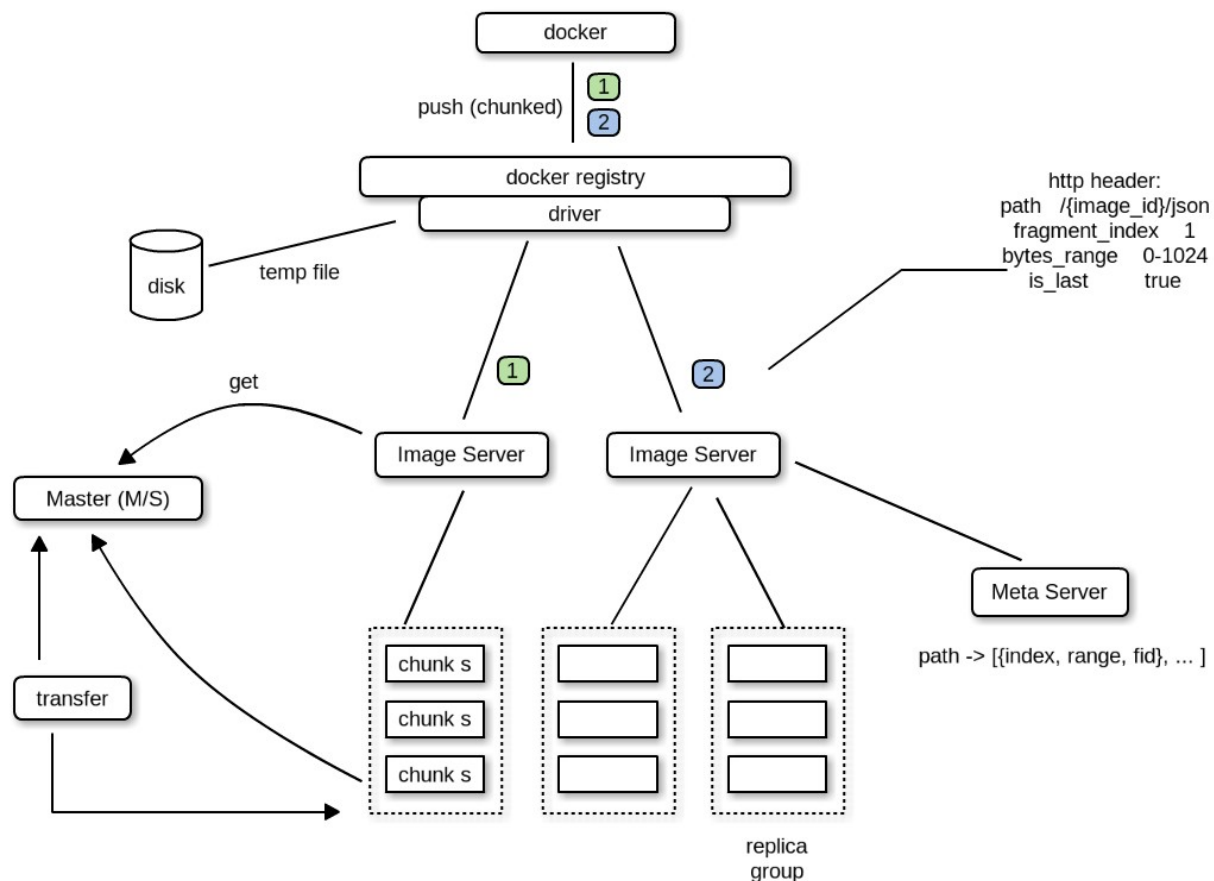 docker
push (chunked)
1
2
docker registry
driver
http header:
path /{image_id}/json
fragment_index 1
bytes_range 0-1024
is_last true
disk
temp file
1
2
get
Image Server
Image Server
Master (M/S)
Meta Server
path -> [{index, range, fid}, ... ]
transfer
chunk s
chunk s
chunk s
replica
group